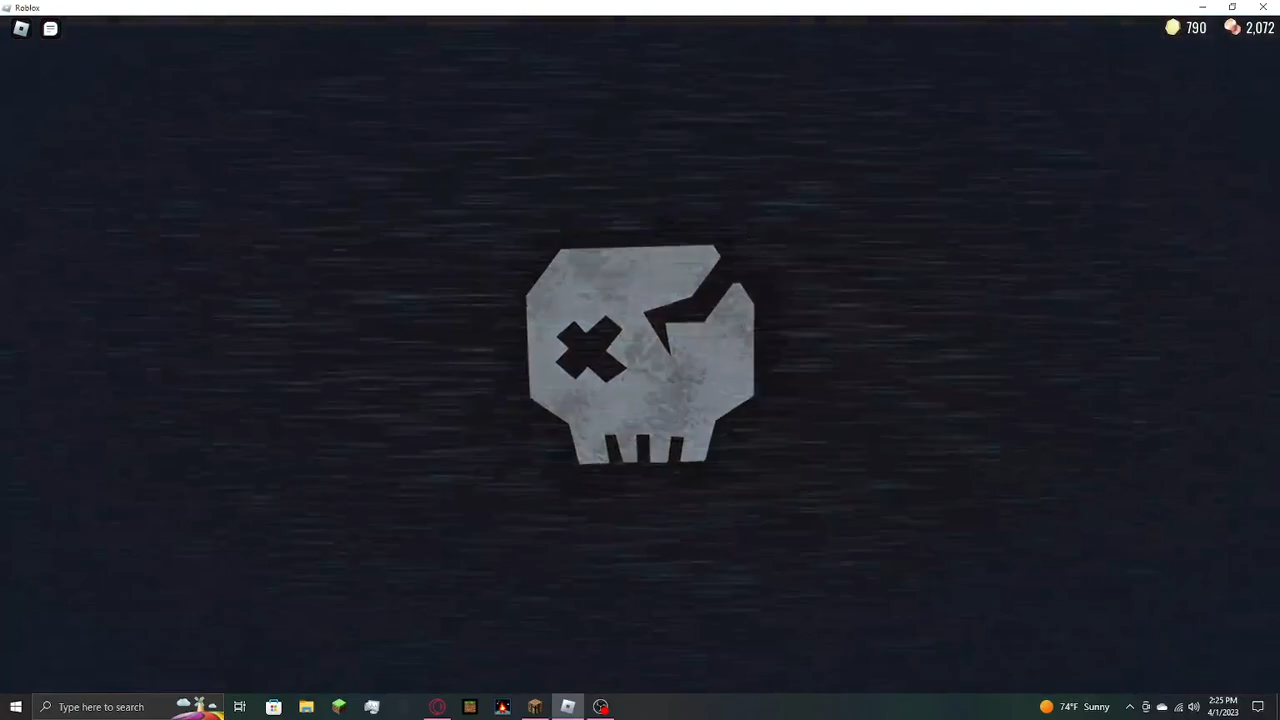 Roblox
790
2,072
Type here to search
74°F Sunny
2:25 PM
4/1/2023